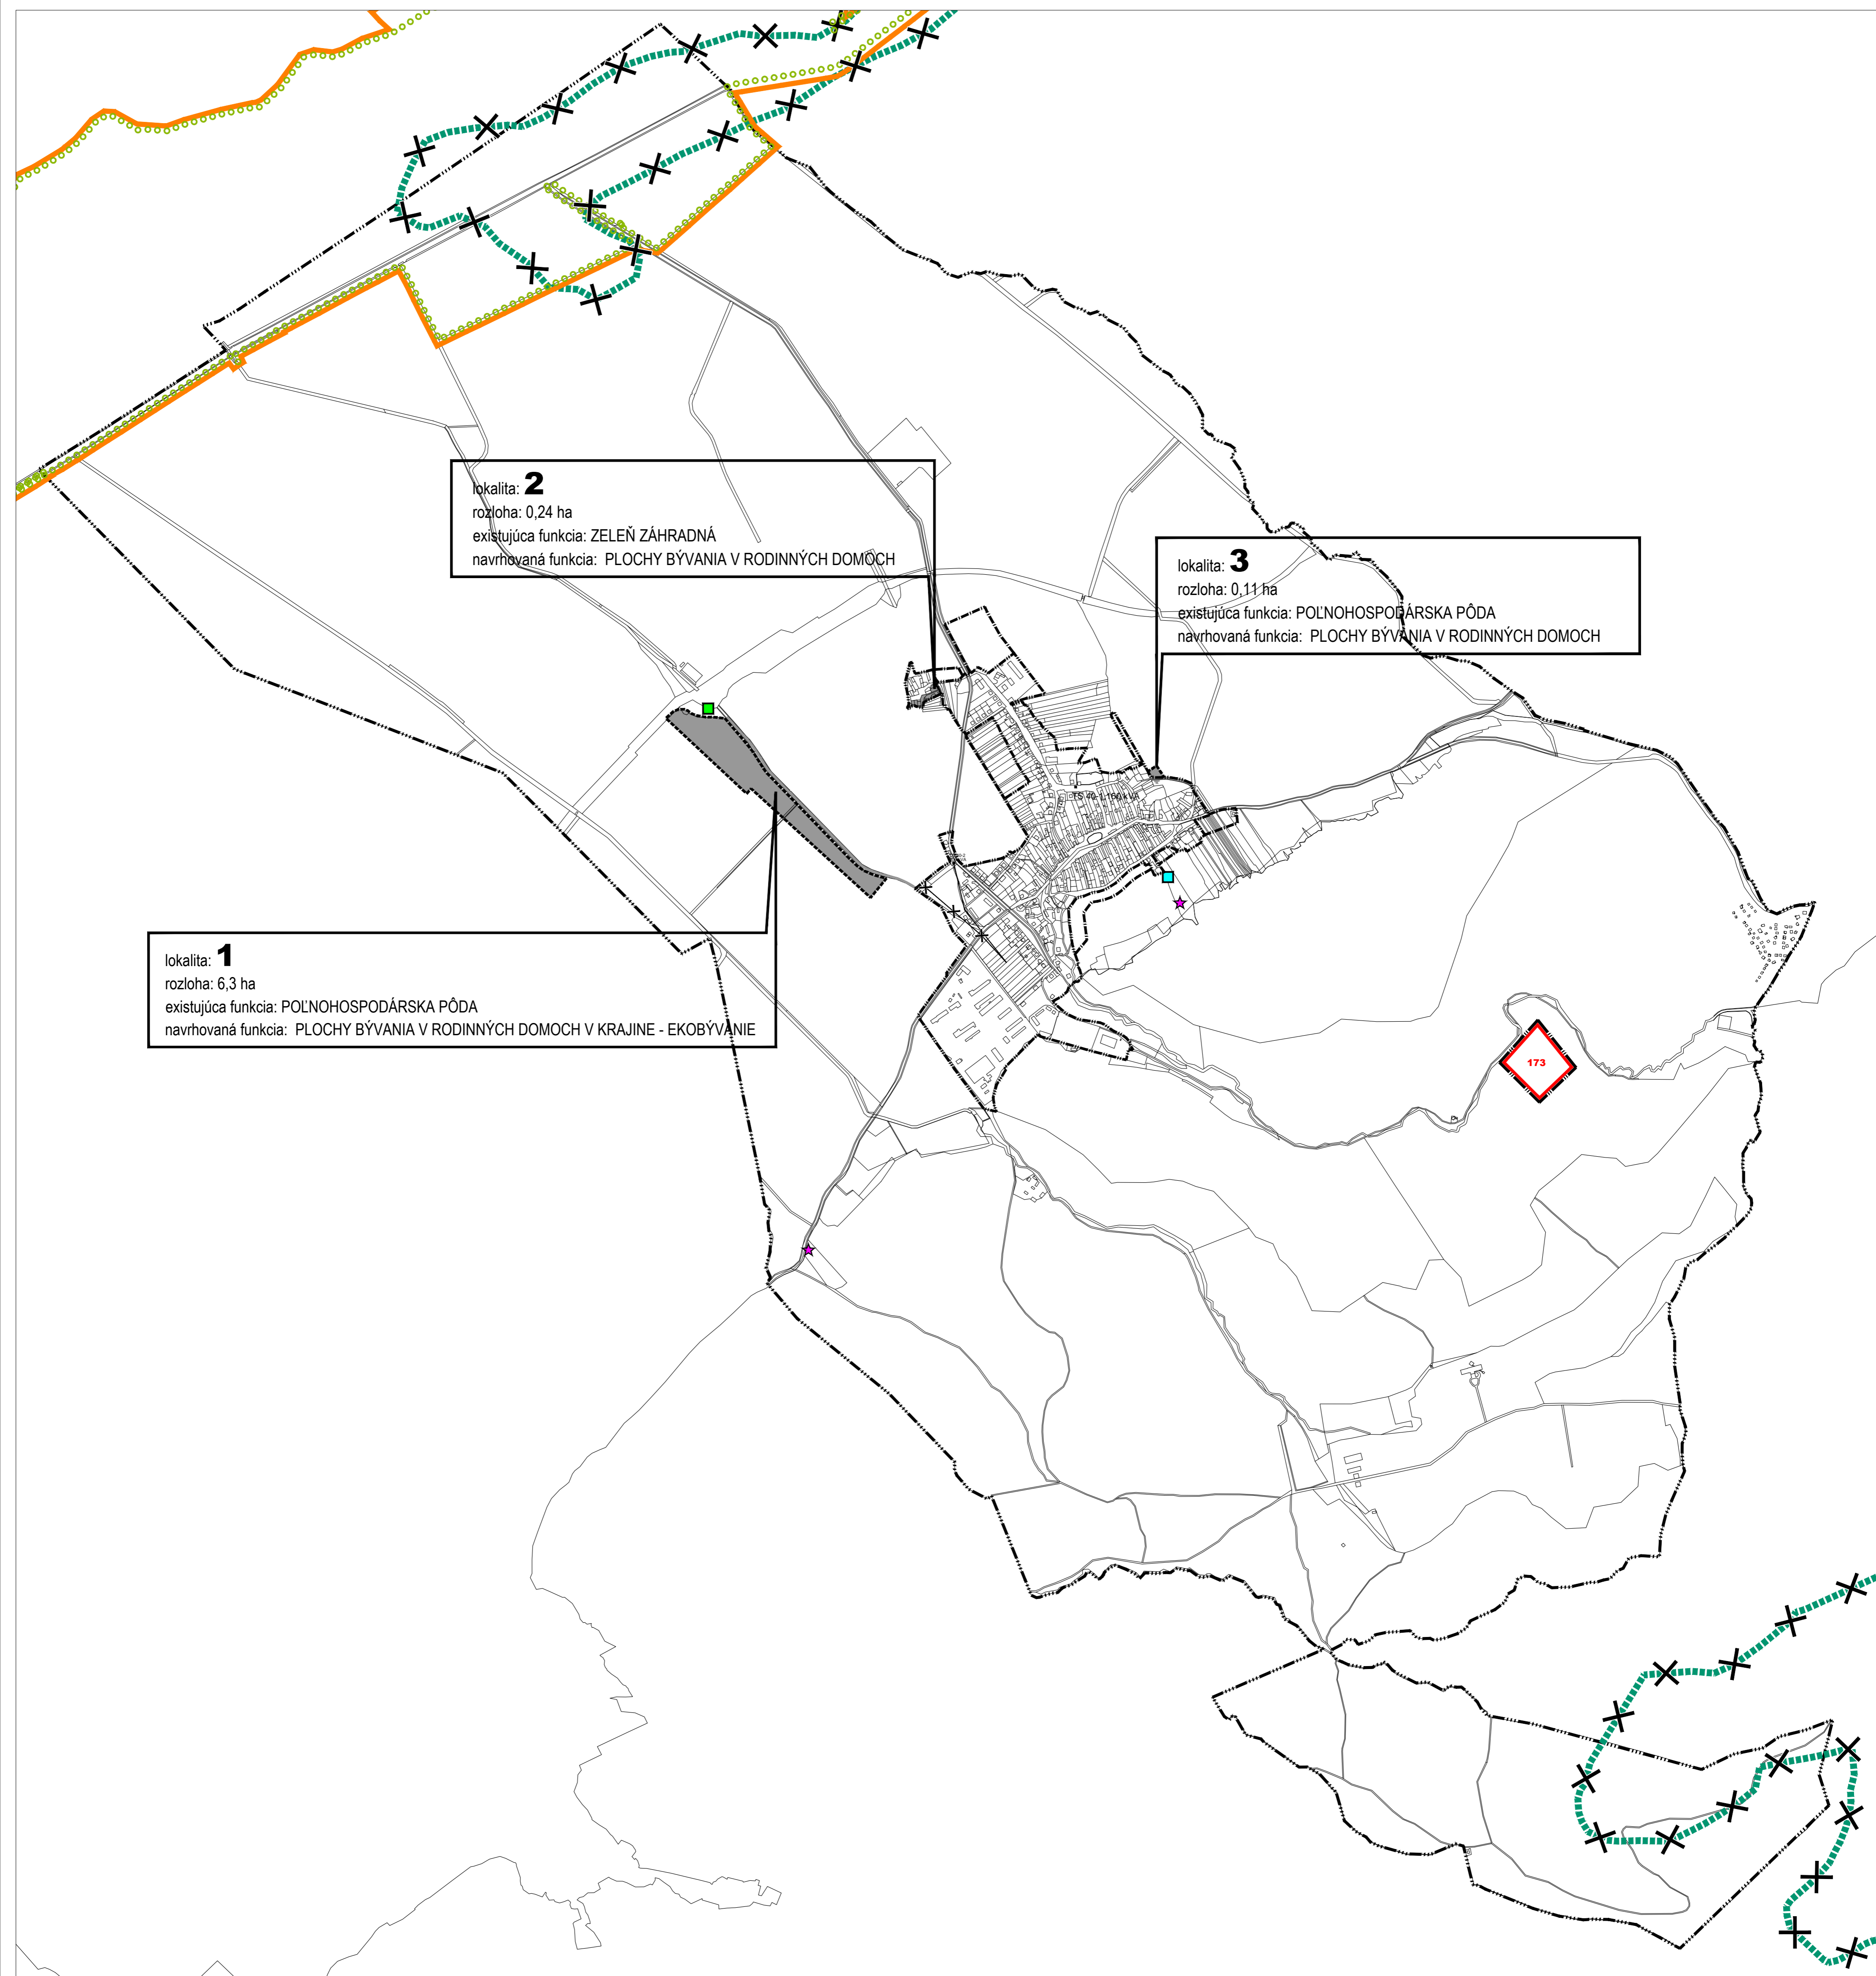 lokalita: 2
rozloha: 0,24 ha
existujúca funkcia: ZELEŇ ZÁHRADNÁ
navrhovaná funkcia: PLOCHY BÝVANIA V RODINNÝCH DOMOCH
lokalita: 3
rozloha: 0,11 ha
existujúca funkcia: POĽNOHOSPODÁRSKA PÔDA
navrhovaná funkcia: PLOCHY BÝVANIA V RODINNÝCH DOMOCH
lokalita: 1
rozloha: 6,3 ha
existujúca funkcia: POĽNOHOSPODÁRSKA PÔDA
navrhovaná funkcia: PLOCHY BÝVANIA V RODINNÝCH DOMOCH V KRAJINE - EKOBÝVANIE
173